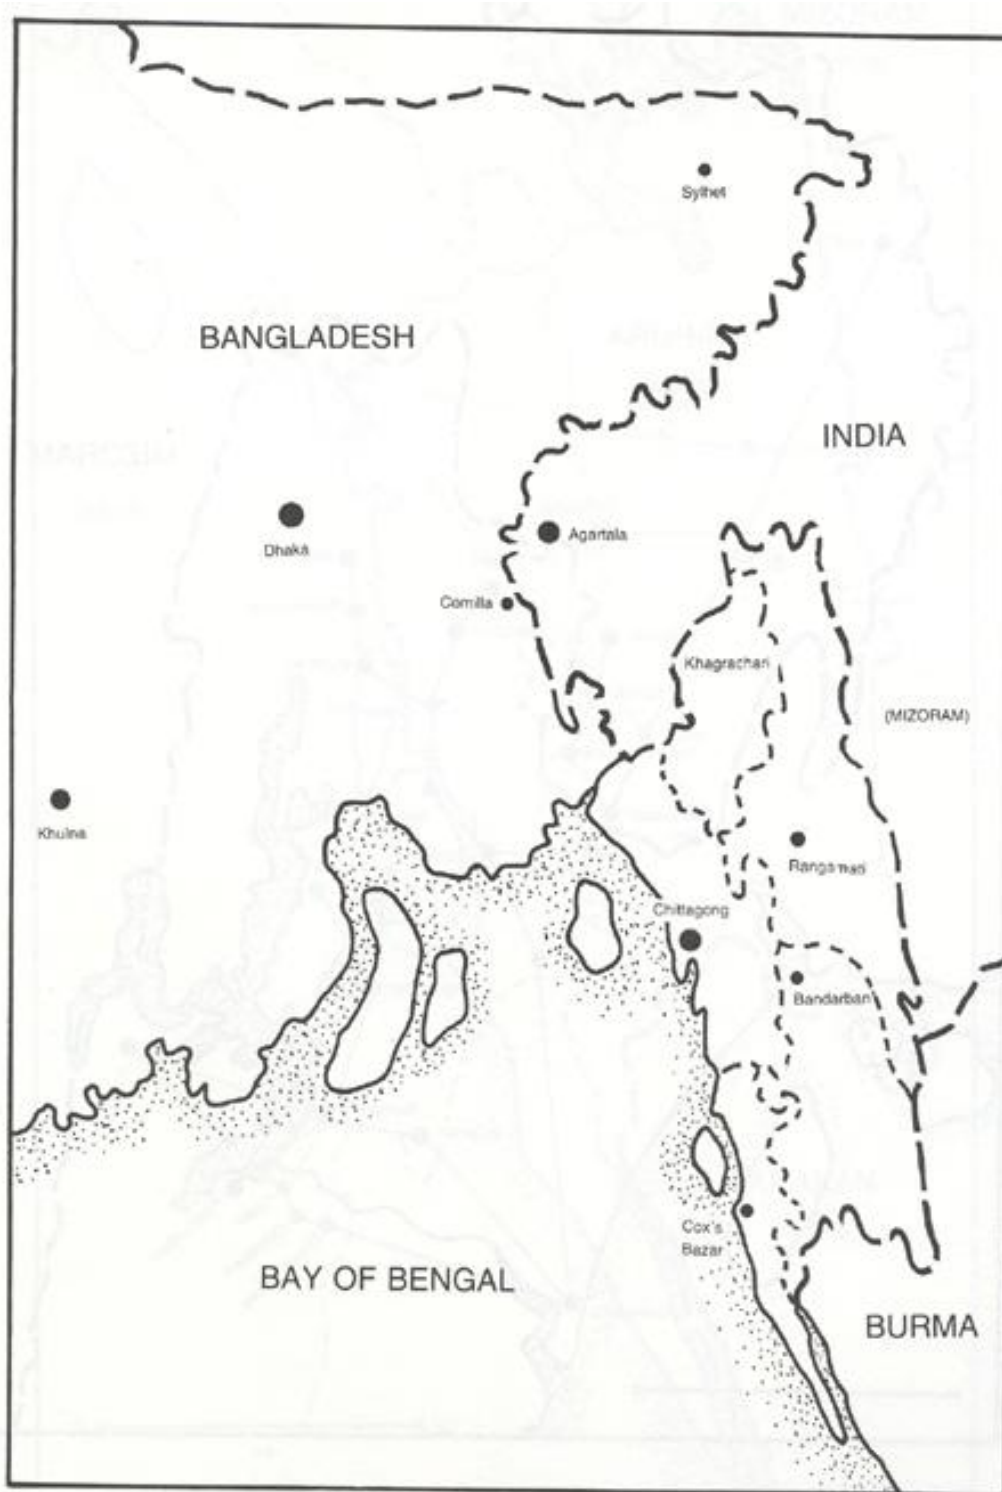 Sylhet
BANGLADESH
INDIA
Dhaka
Agartala
Comilla
Khagrachari
(MIZORAM)
Khulna
Rangamati
Chittagong
Bandarban
Cox's
Bazar
BAY OF BENGAL
BURMA